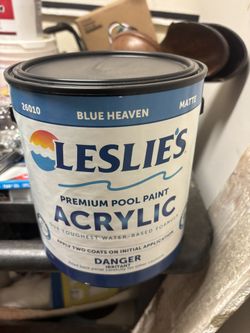 26010
BLUE HEAVEN
MATTE
LESLIE'S
PREMIUM POOL PAINT
ACRYLIC
TOUGHEST WATER-BASED FORMULA
APPLY TWO COATS ON INITIAL APPLICATION
DANGER
IRRITANT